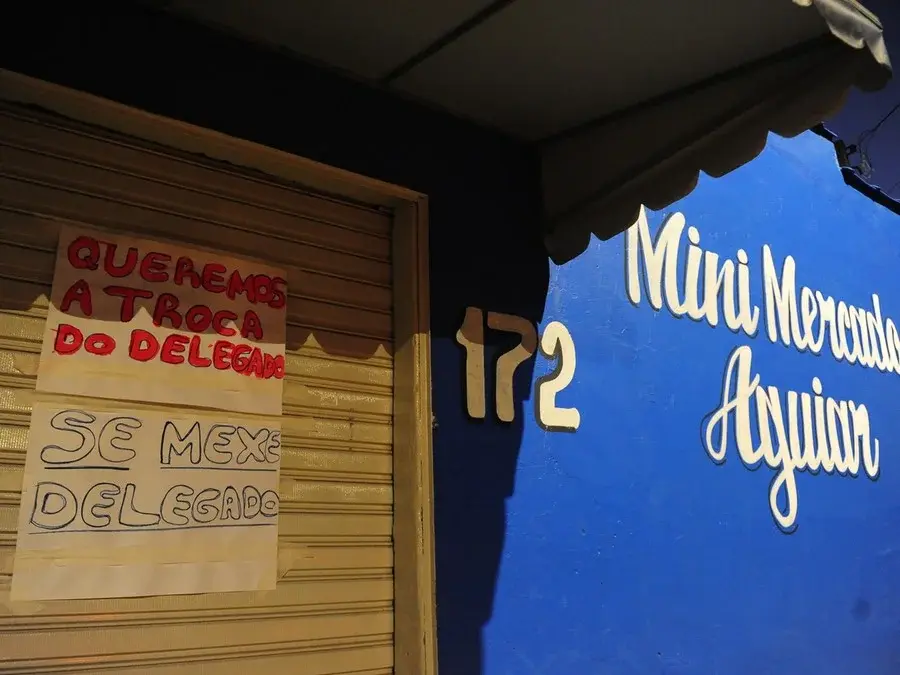 QUEREMOS
A TROCA
DO DELEGADO
SE MEXE
DELEGADO
172
Mini Mercado
Aguiar